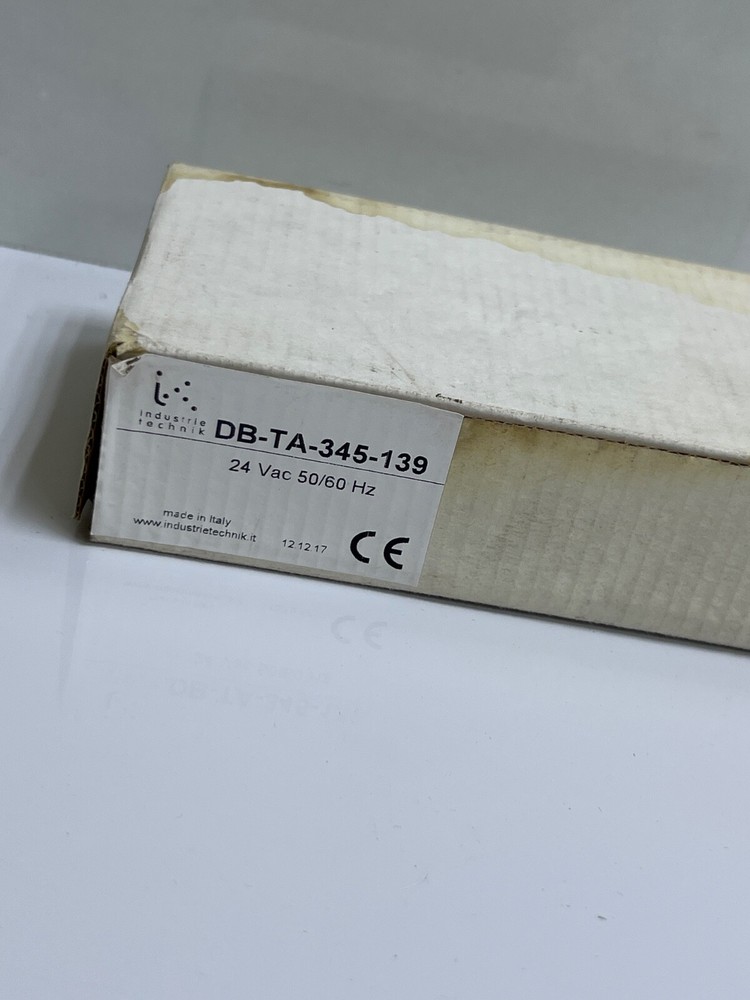 industrie
technik
DB-TA-345-139
24 Vac 50/60 Hz
made in Italy
www.industrietechnik.it
12.12.17
CE